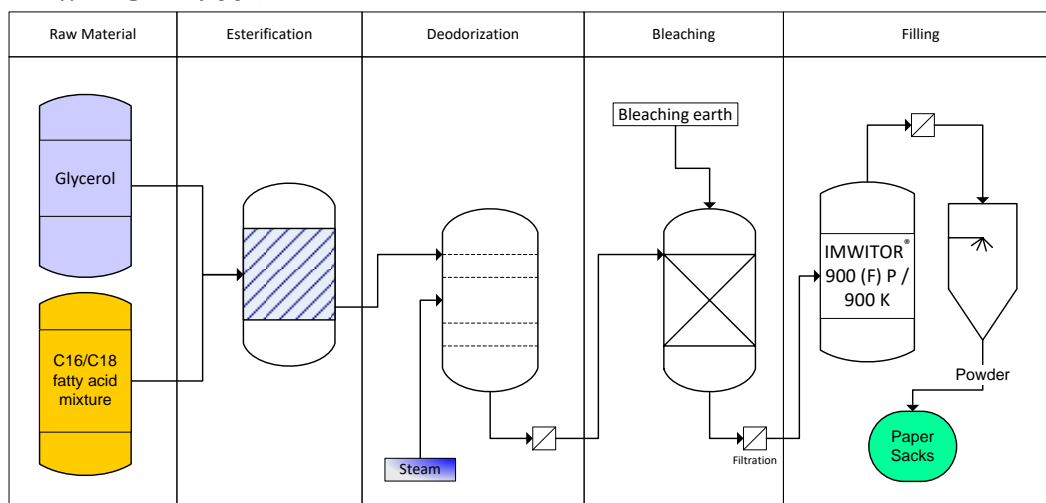 Raw Material
Esterification
Deodorization
Bleaching
Filling
Glycerol
C16/C18
fatty acid
mixture
Steam
Bleaching earth
Filtration
IMWITOR®
900 (F) P /
900 K
Powder
Paper
Sacks